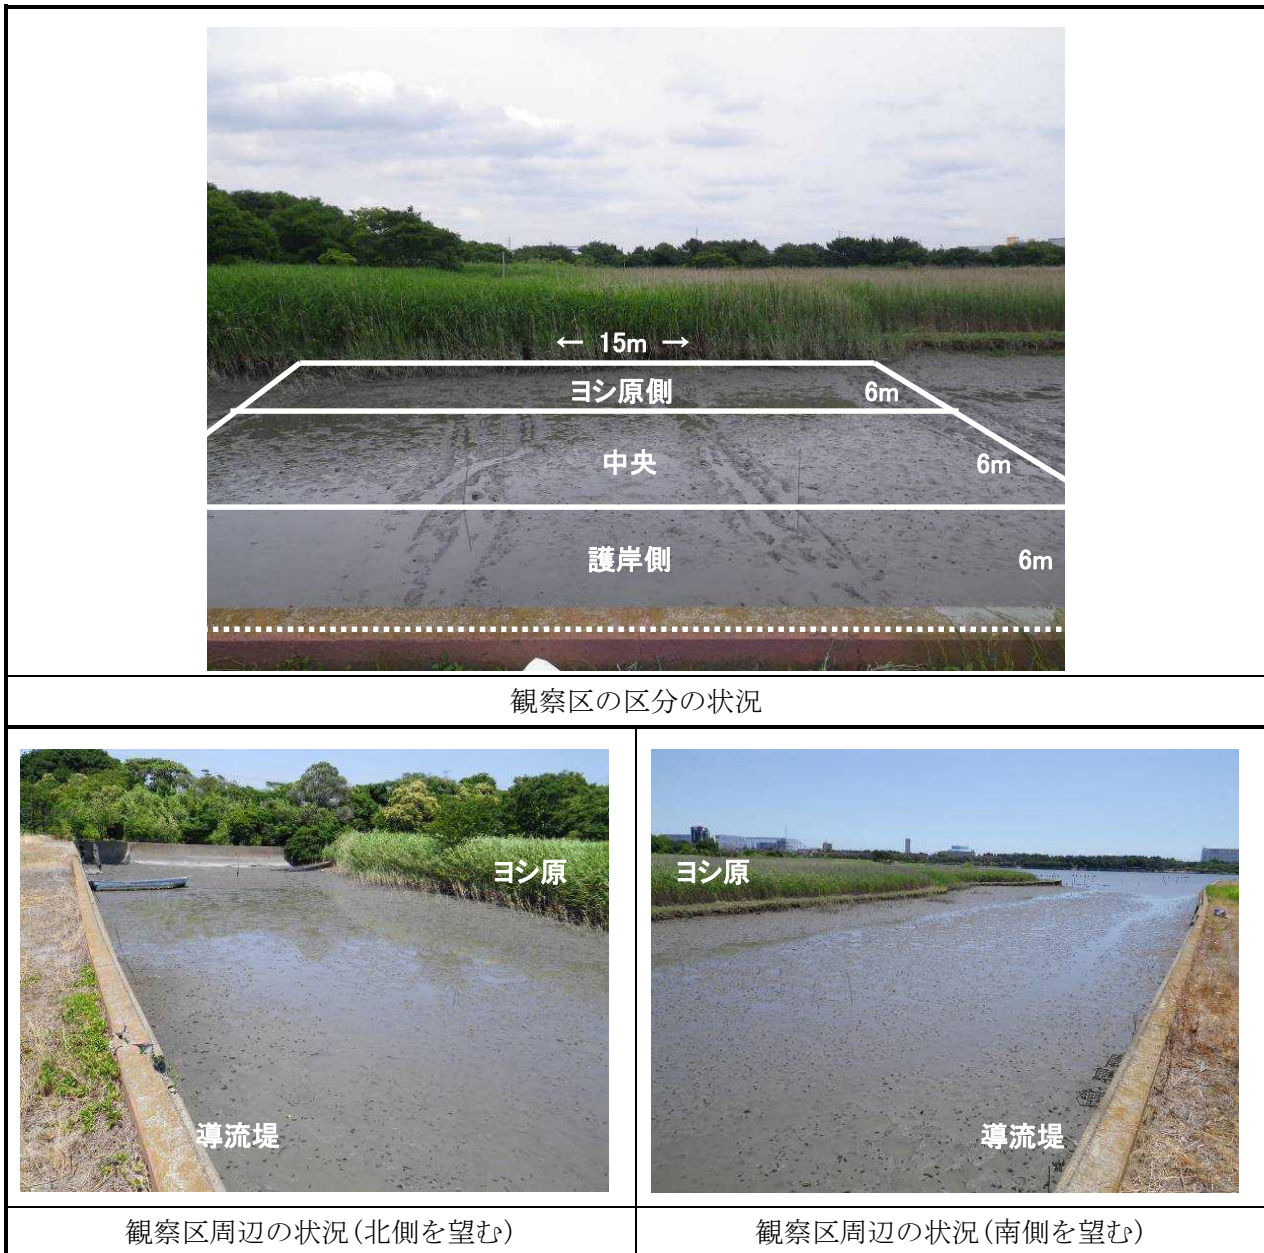 ← 15m →
ヨシ原側 6m
中央 6m
護岸側 6m
観察区の区分の状況
ヨシ原
導流堤
ヨシ原
導流堤
観察区周辺の状況(北側を望む)
観察区周辺の状況(南側を望む)